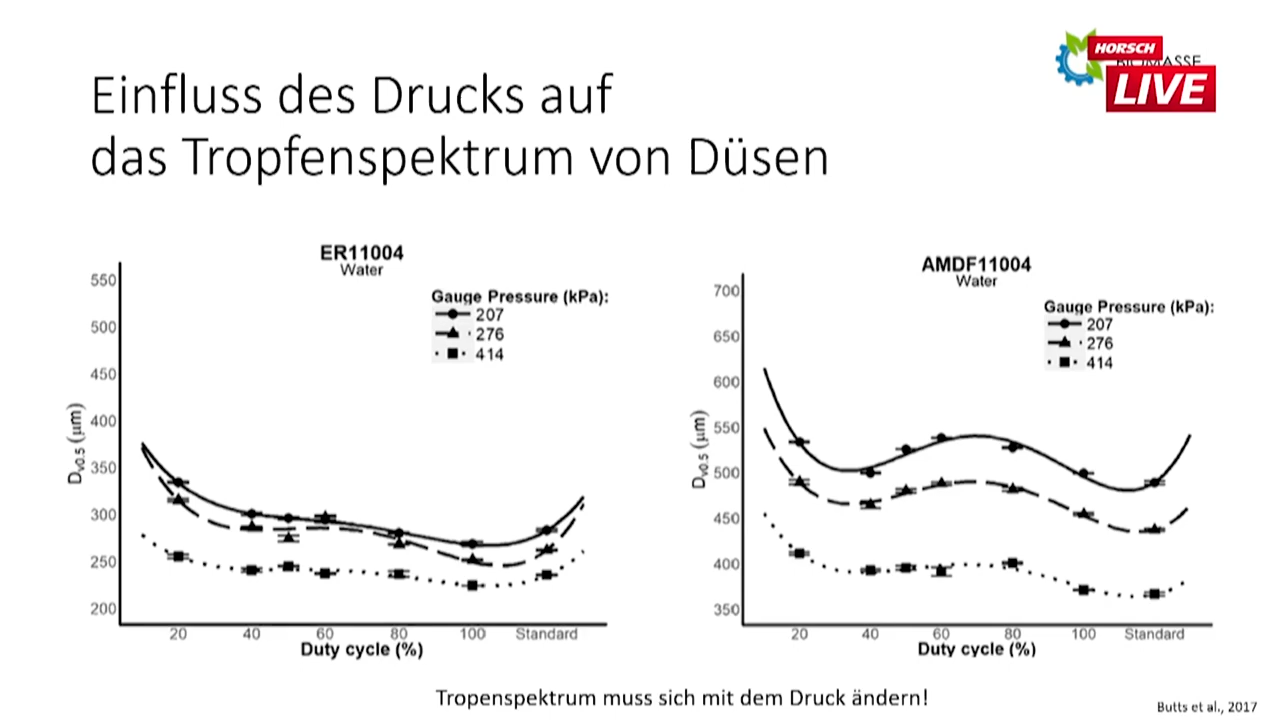 HORSCH
LIVE
Einfluss des Drucks auf
das Tropfenspektrum von Düsen
ER11004
Water
Gauge Pressure (kPa):
207
276
414
550
500
450
400
350
300
250
200
Dv0.5 (μm)
20 40 60 80 100 Standard
Duty cycle (%)
AMDF11004
Water
Gauge Pressure (kPa):
207
276
414
700
650
600
550
500
450
400
350
Dv0.5 (μm)
20 40 60 80 100 Standard
Duty cycle (%)
Tropenspektrum muss sich mit dem Druck ändern!
Butts et al., 2017